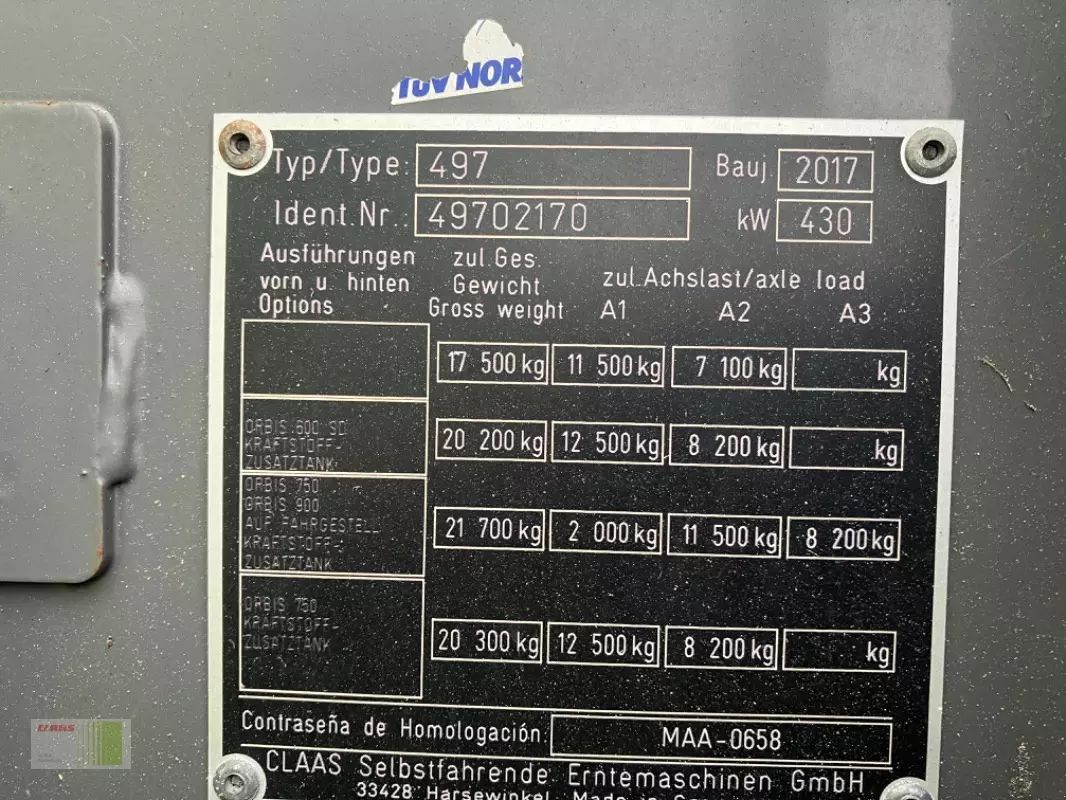 TÜV NOR
Typ/Type: 497 Bauj. 2017
Ident.Nr.: 49702170 kW 430
Ausführungen vorn u. hinten Options
zul.Ges. Gewicht Gross weight
zul.Achslast/axle load
A1 A2 A3
17 500 kg 11 500 kg 7 100 kg kg
ORBIS 600 SD
KRAFTSTOFF-
ZUSATZTANK
20 200 kg 12 500 kg 8 200 kg kg
ORBIS 750
ORBIS 900
AUF FAHRGESTELL
KRAFTSTOFF-
ZUSATZTANK
21 700 kg 2 000 kg 11 500 kg 8 200 kg
ORBIS 750
KRAFTSTOFF-
ZUSATZTANK
20 300 kg 12 500 kg 8 200 kg kg
Contraseña de Homologación MAA-0658
CLAAS Selbstfahrende Erntemaschinen GmbH
33428 Harsewinkel Made in
CLAAS